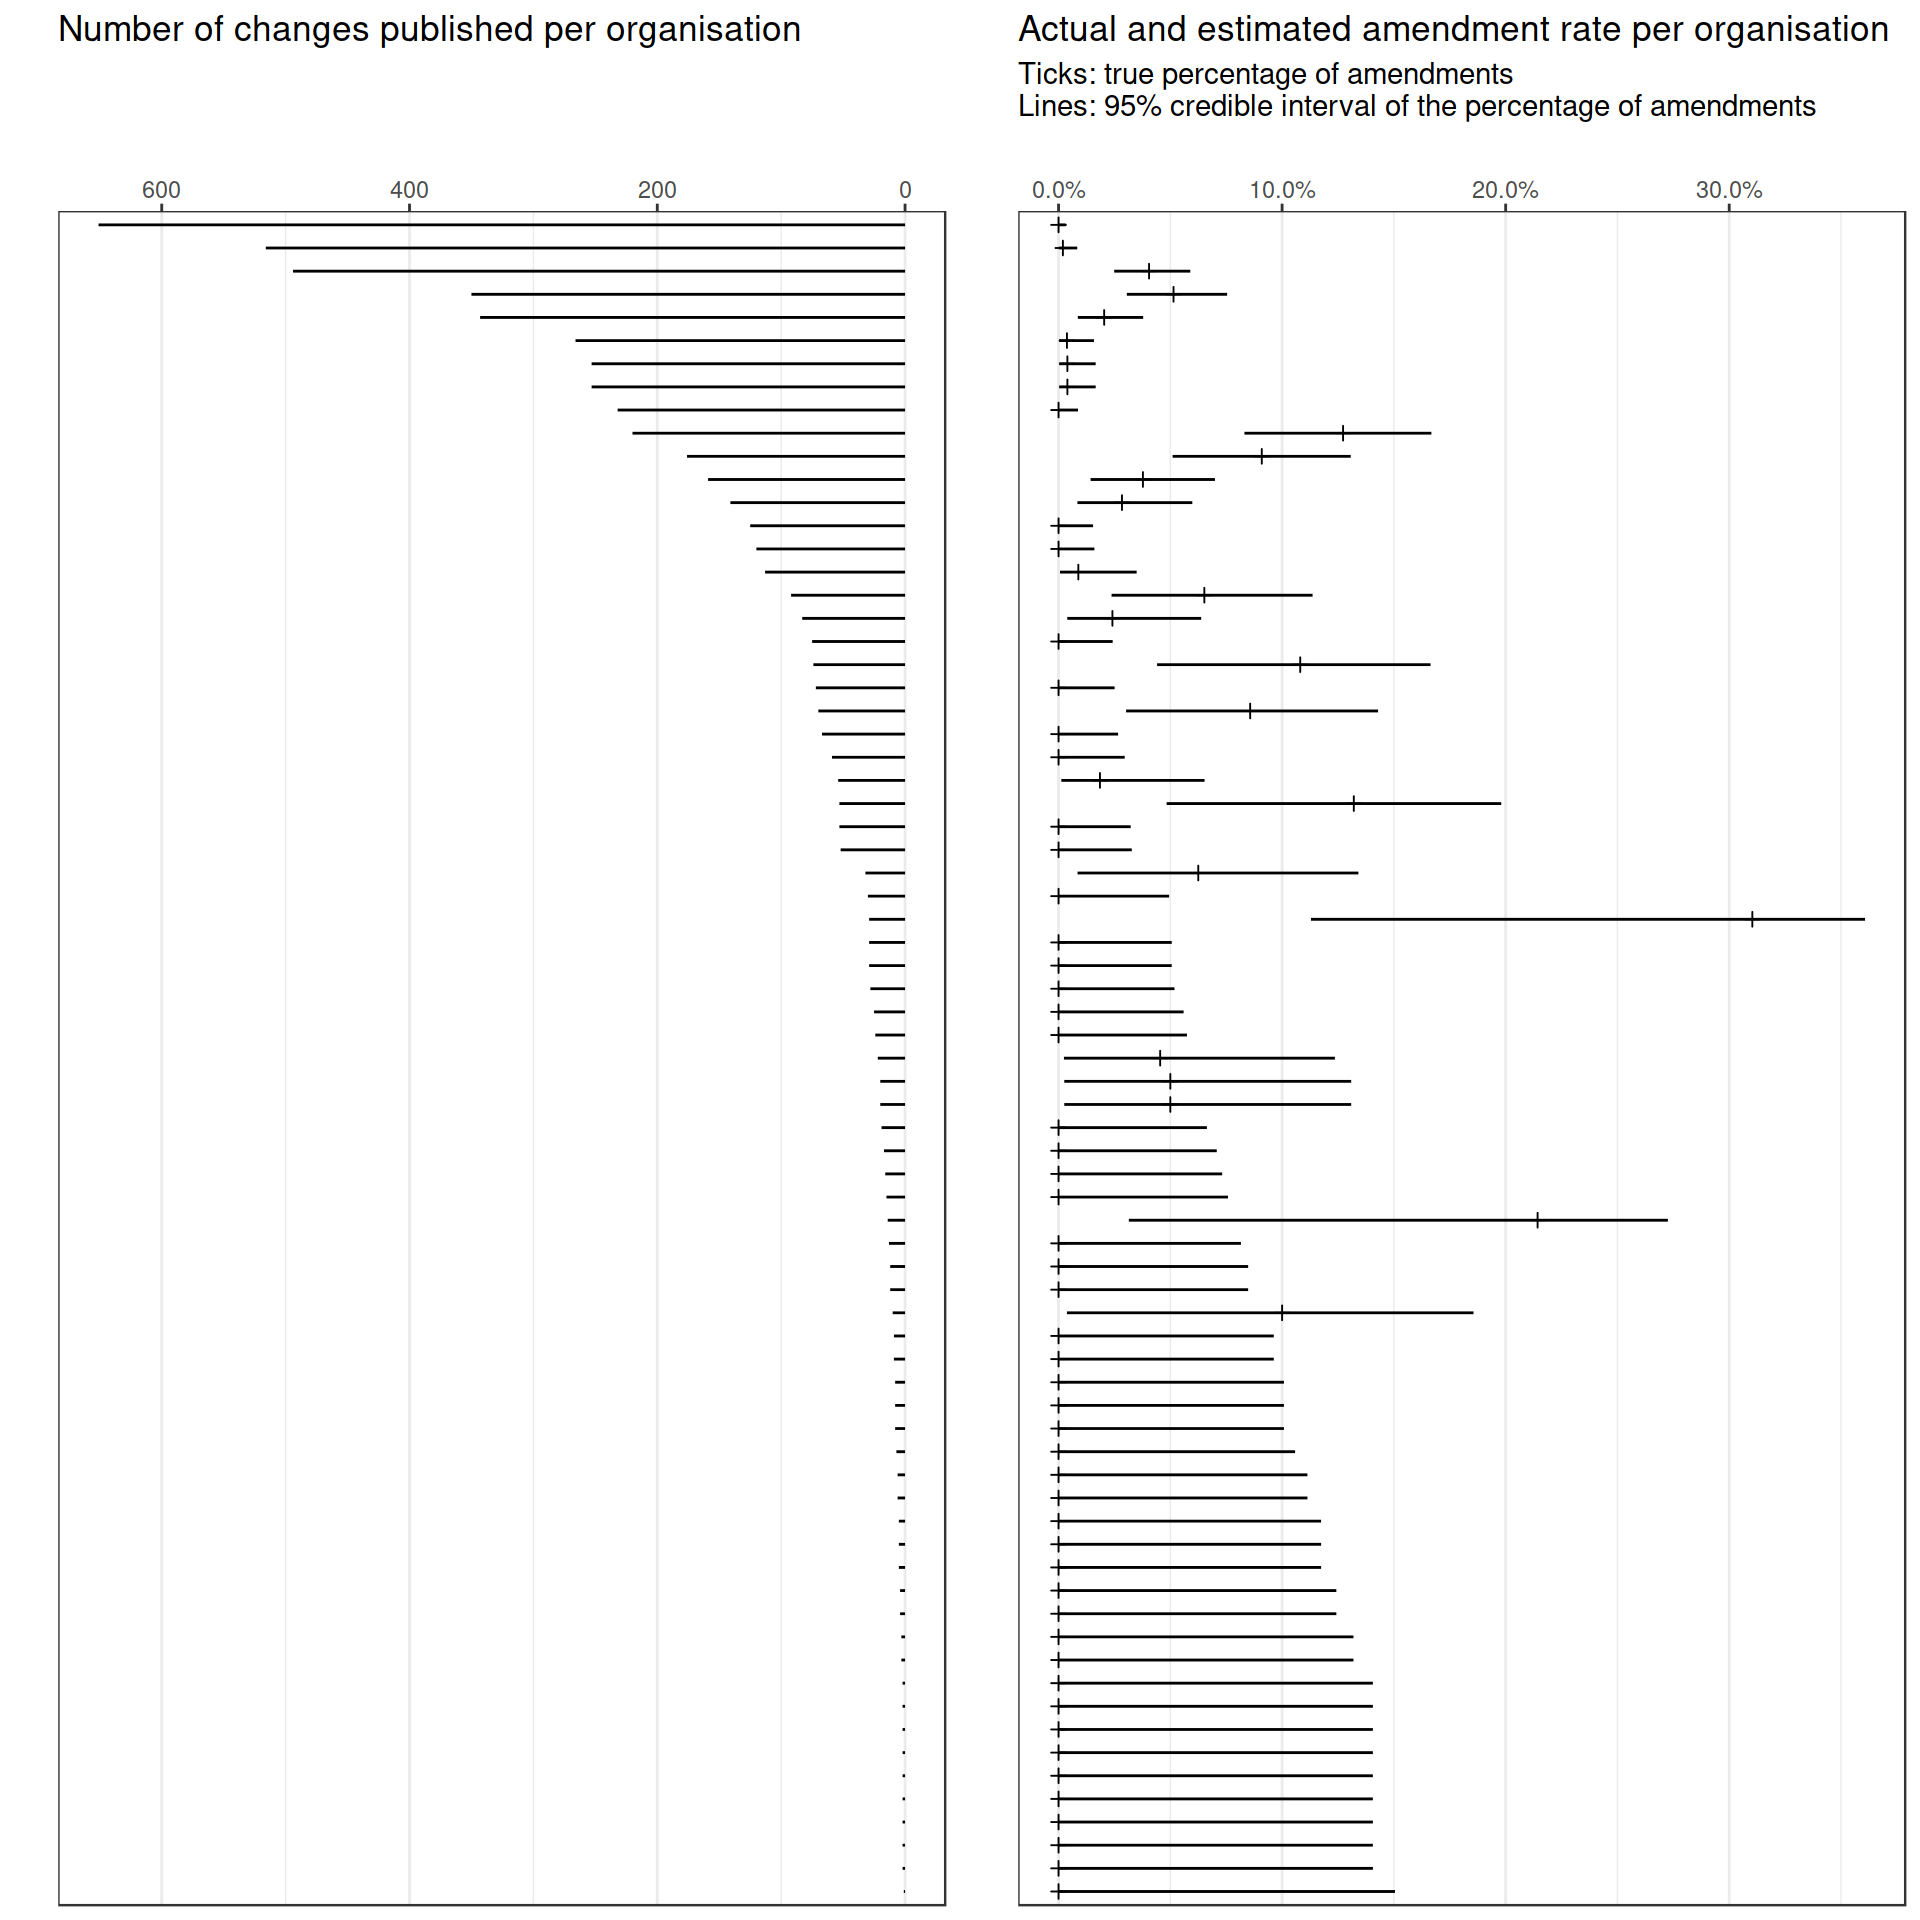 Number of changes published per organisation
600 400 200 0
Actual and estimated amendment rate per organisation
Ticks: true percentage of amendments
Lines: 95% credible interval of the percentage of amendments
0.0% 10.0% 20.0% 30.0%